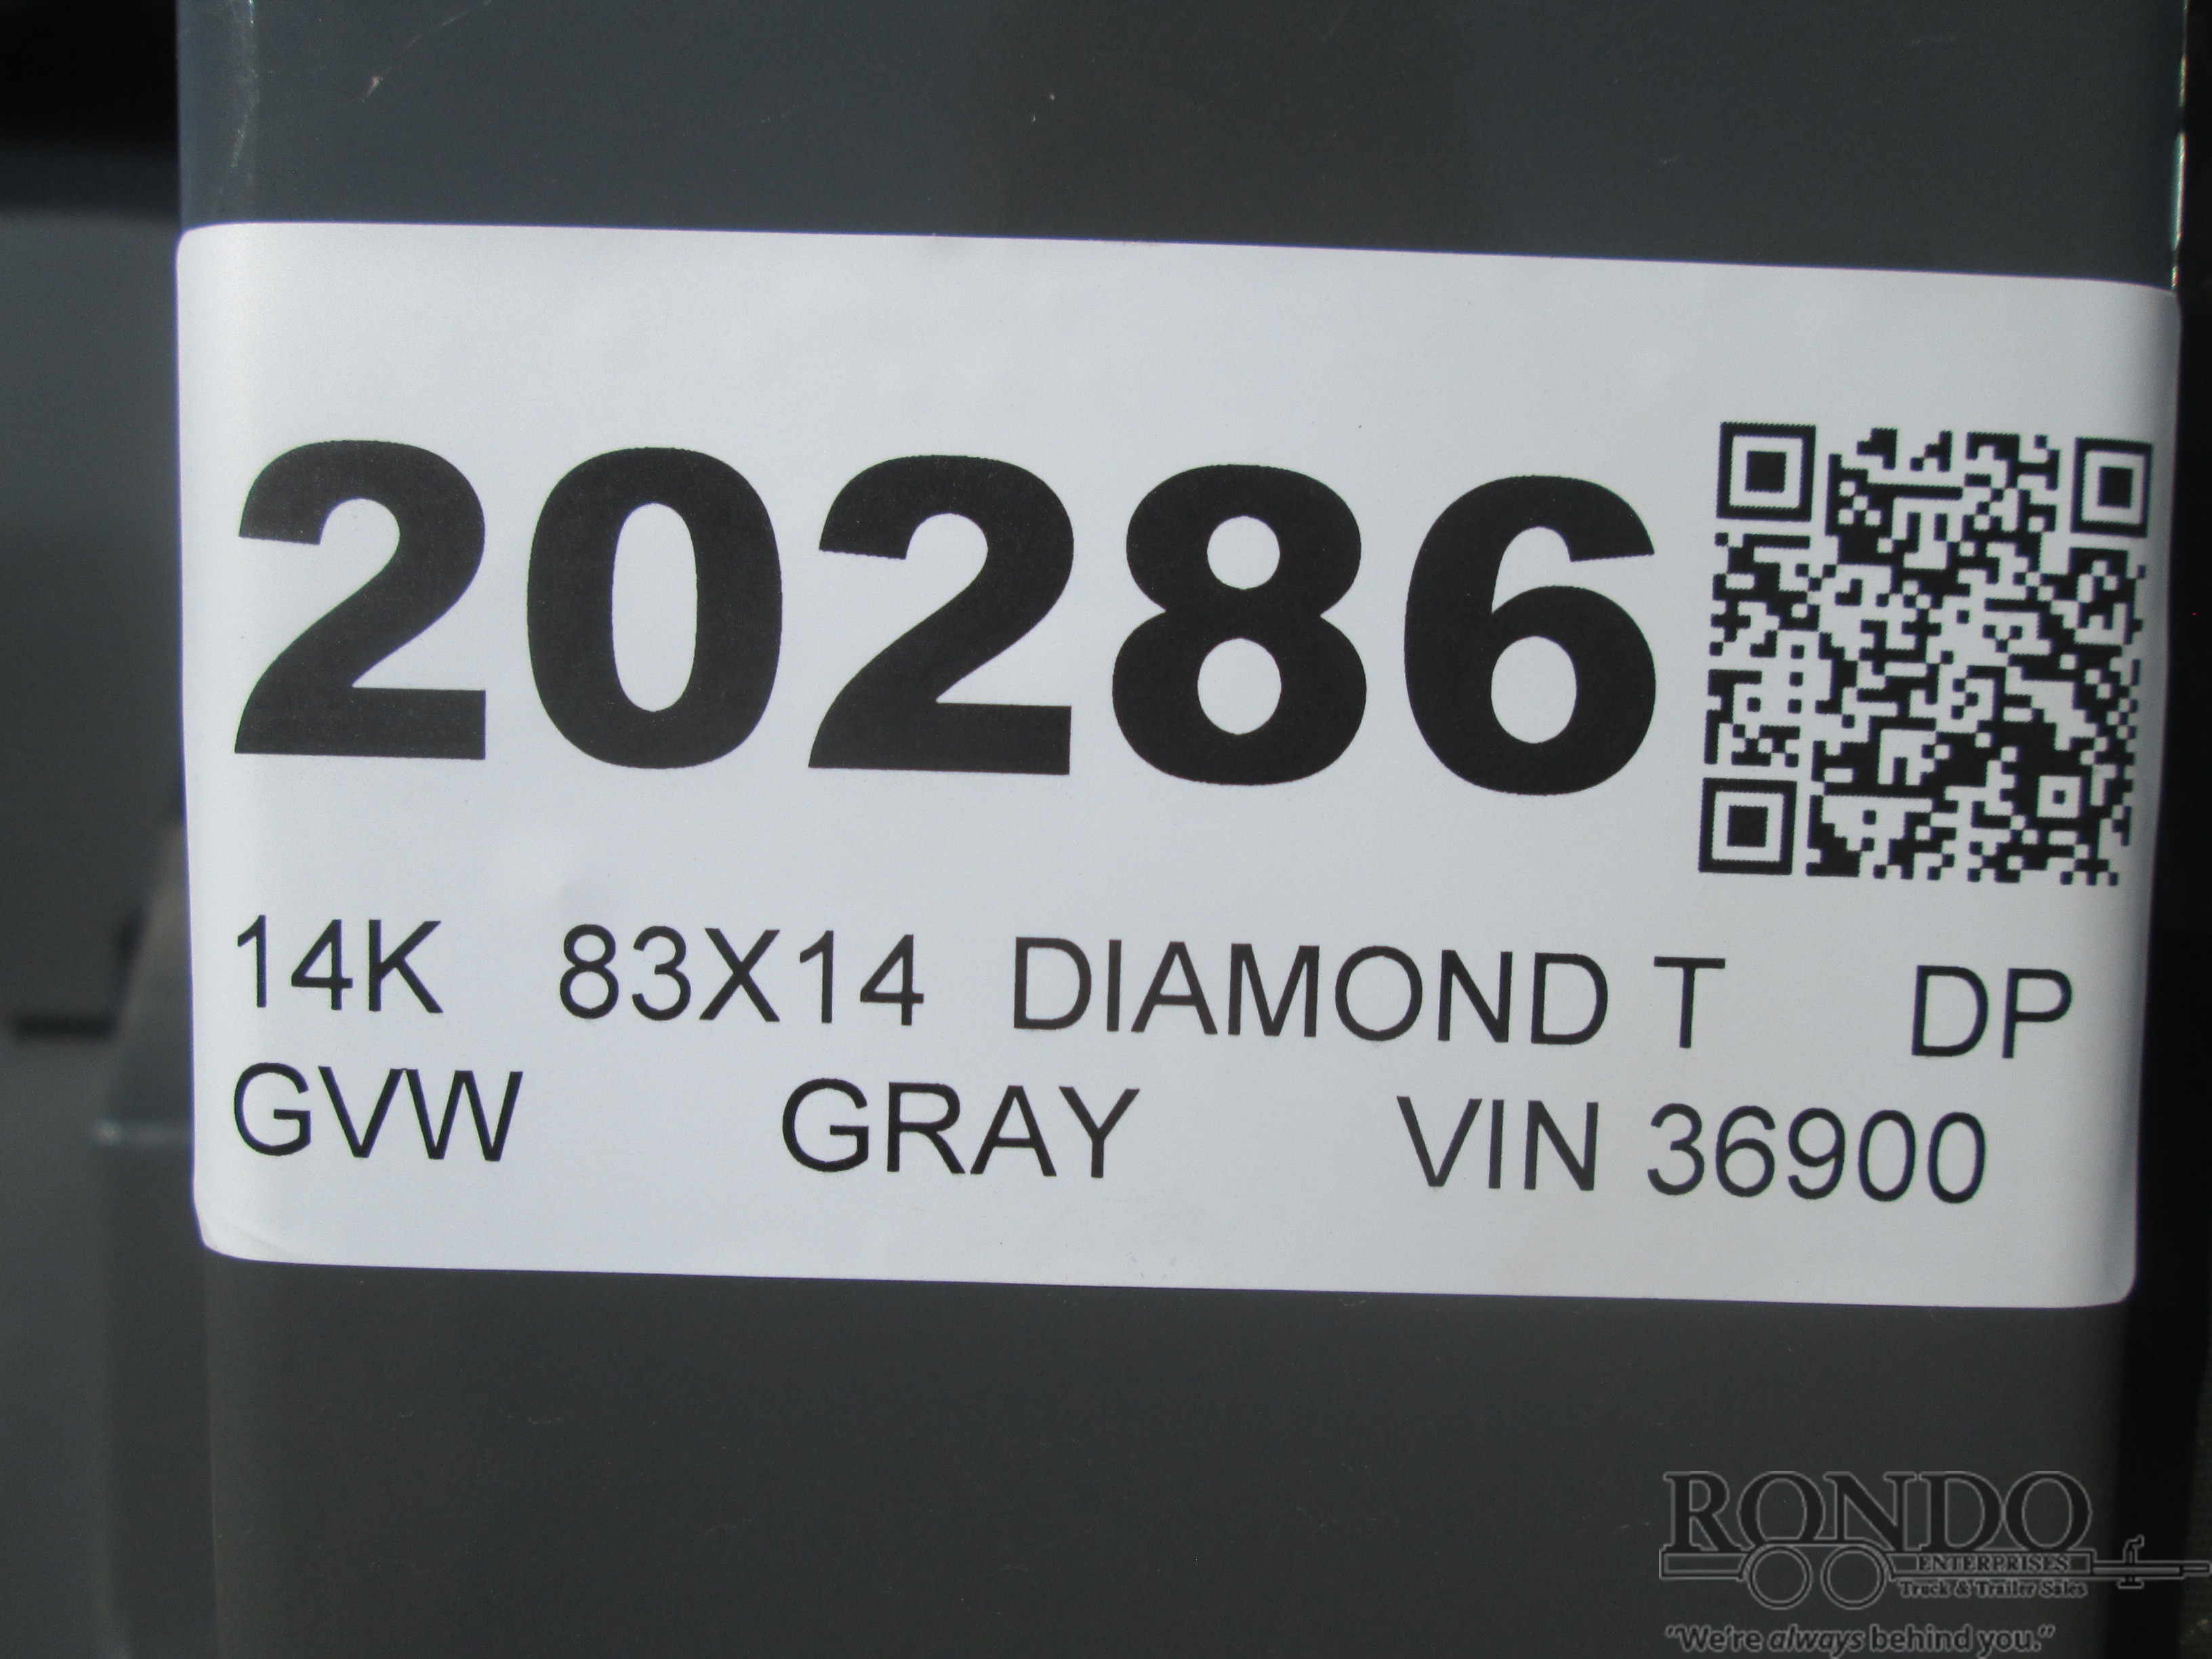 20286
14K 83X14 DIAMOND T DP
GVW GRAY VIN 36900
RONDO
ENTERPRISES
Truck & Trailer Sales
"We're always behind you."